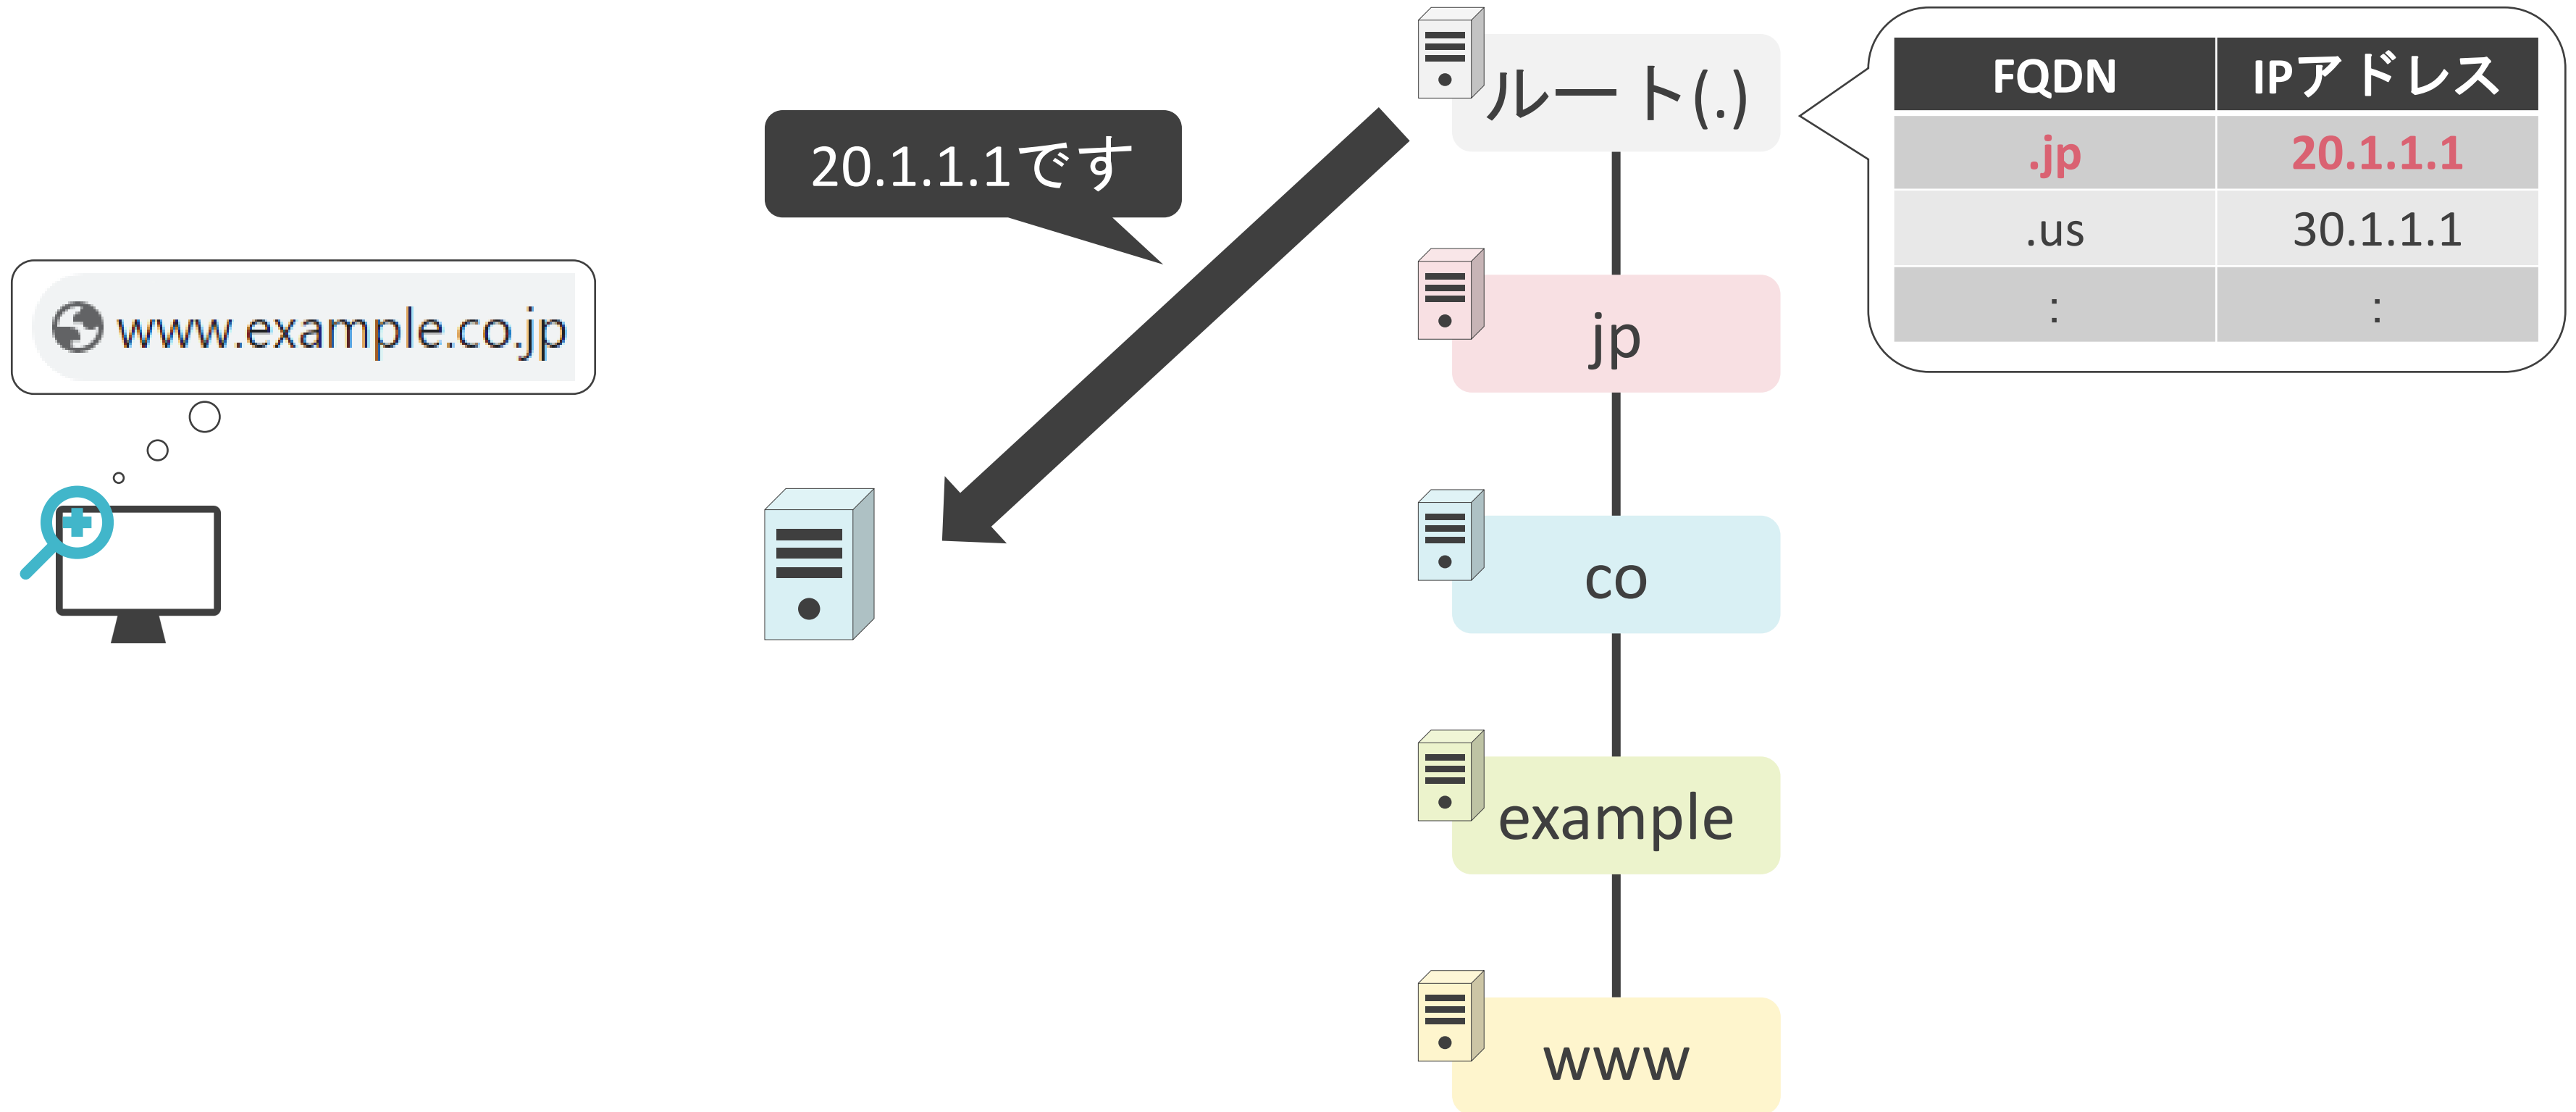 www.example.co.jp
20.1.1.1です
ルート(.)
jp
co
example
www
FQDN IPアドレス
.jp 20.1.1.1
.us 30.1.1.1
: :